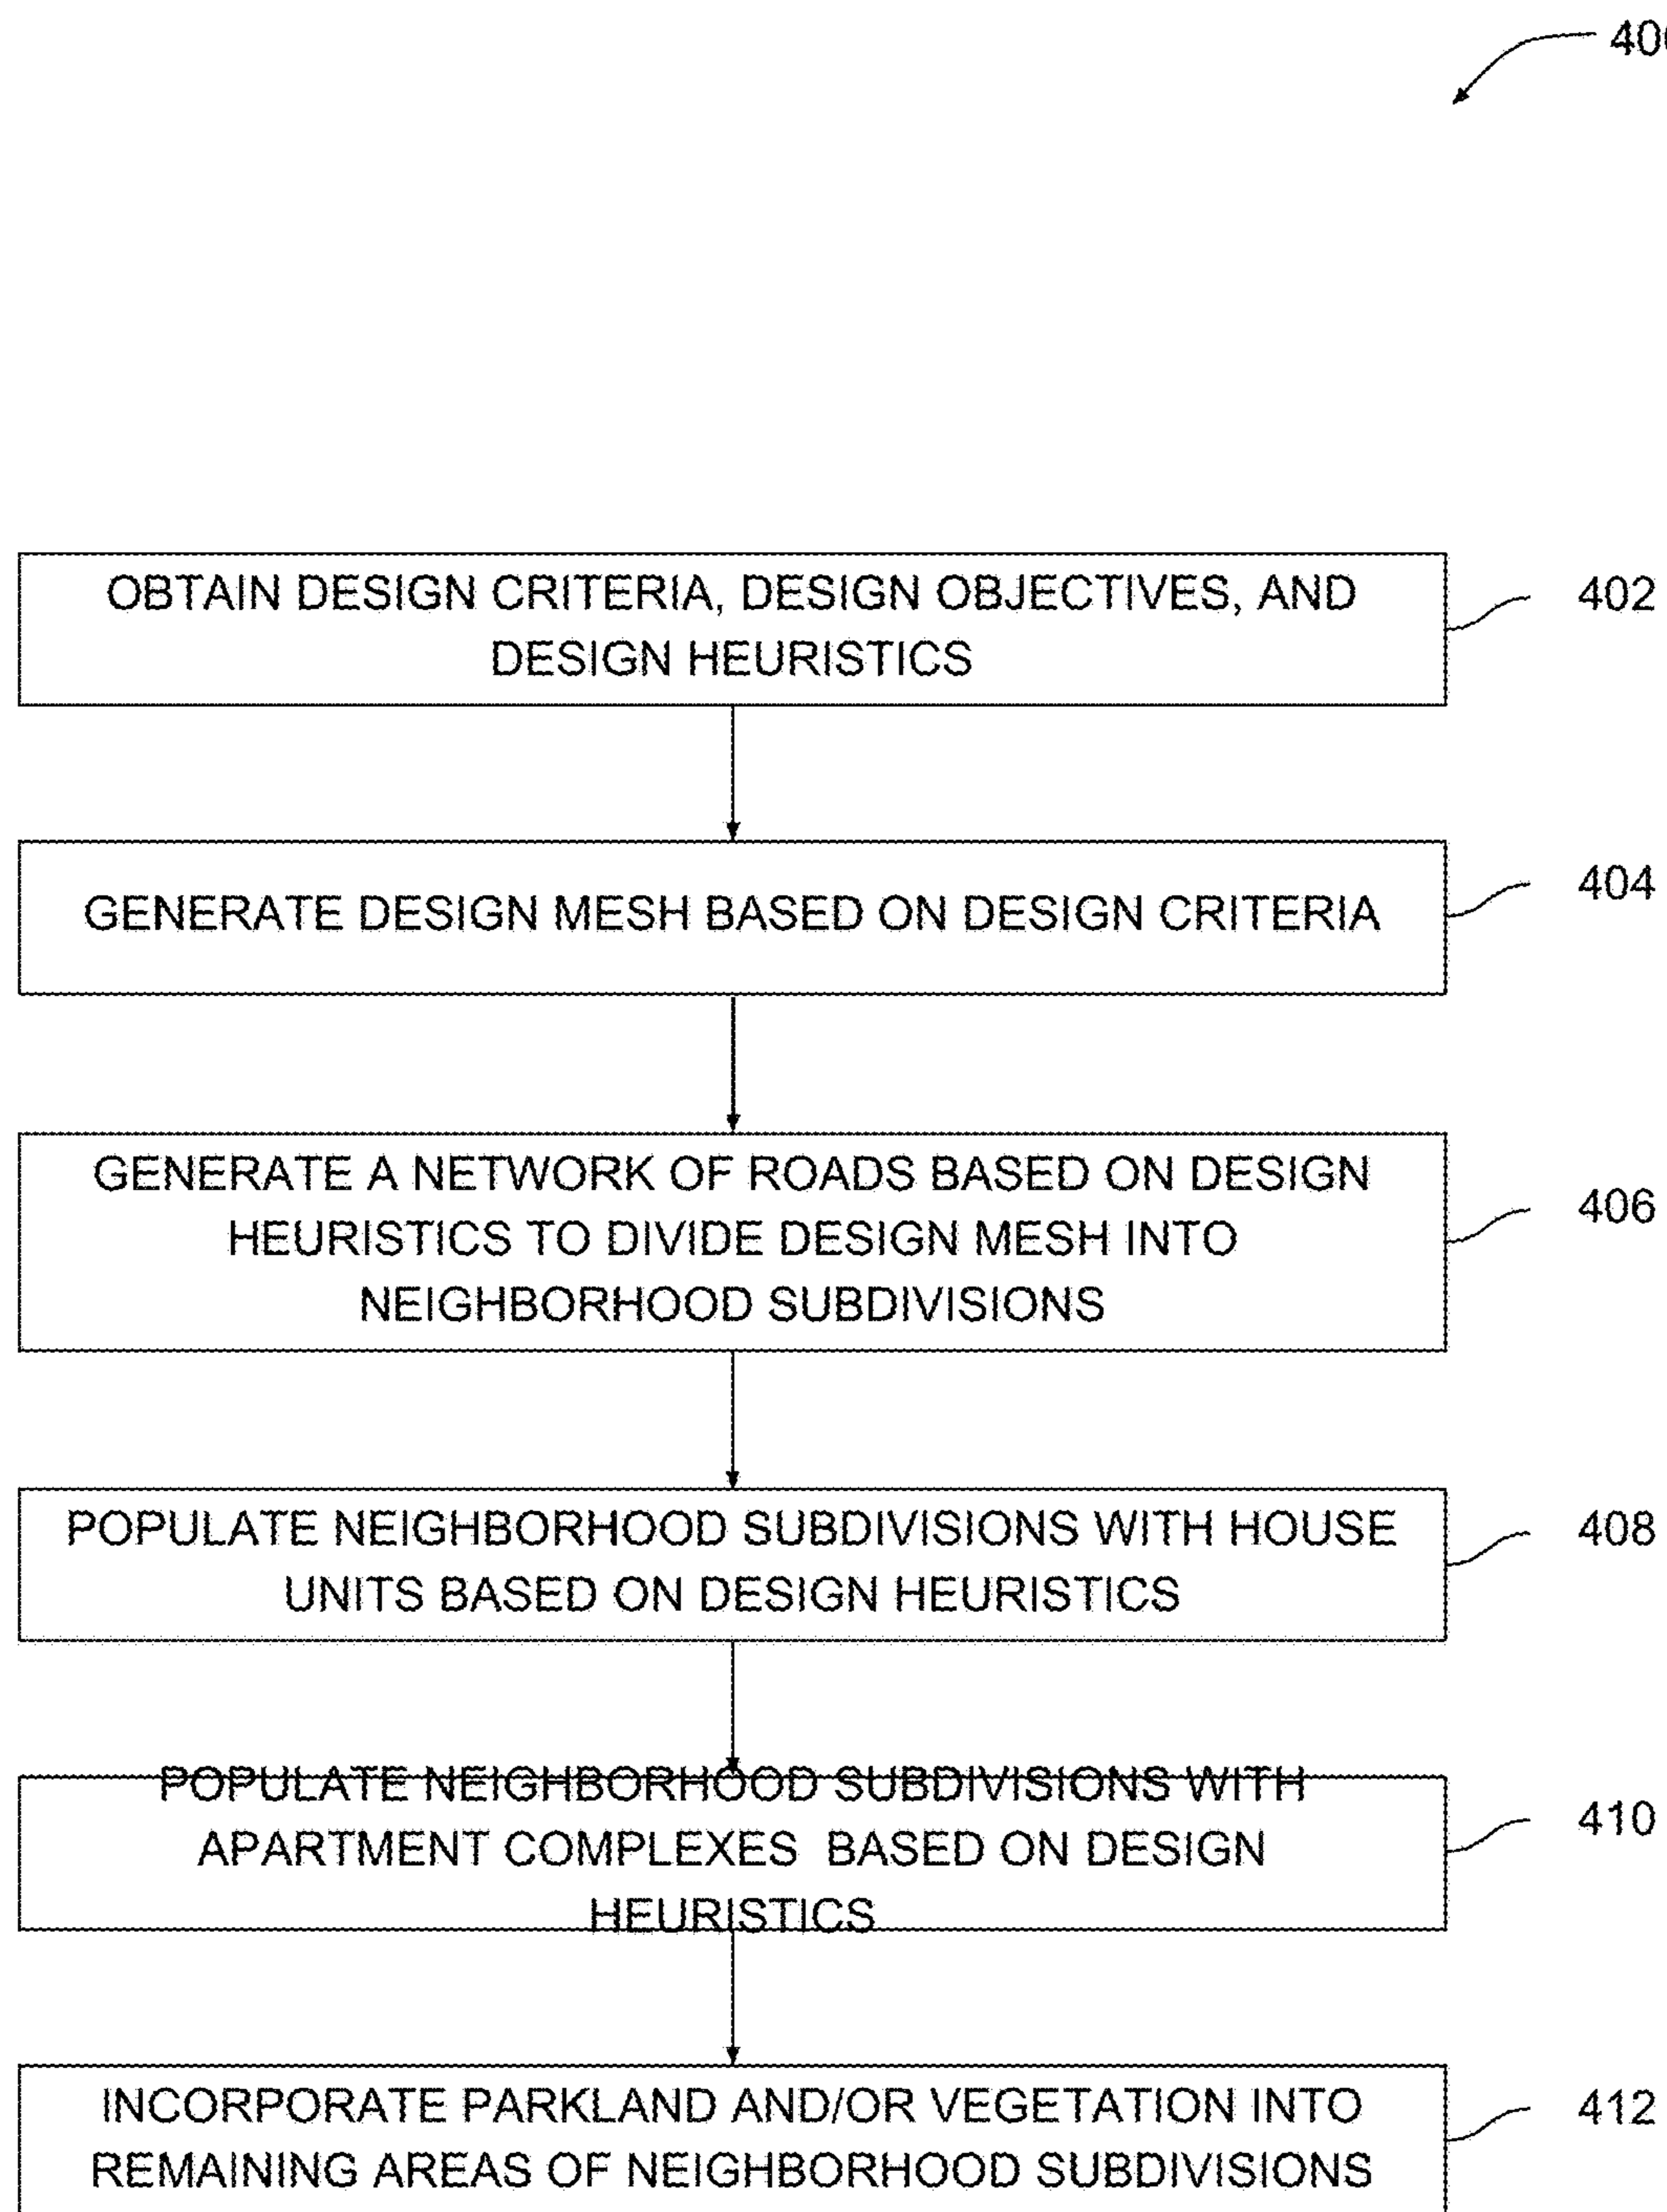 400
OBTAIN DESIGN CRITERIA, DESIGN OBJECTIVES, AND
DESIGN HEURISTICS
402
GENERATE DESIGN MESH BASED ON DESIGN CRITERIA
404
GENERATE A NETWORK OF ROADS BASED ON DESIGN
HEURISTICS TO DIVIDE DESIGN MESH INTO
NEIGHBORHOOD SUBDIVISIONS
406
POPULATE NEIGHBORHOOD SUBDIVISIONS WITH HOUSE
UNITS BASED ON DESIGN HEURISTICS
408
POPULATE NEIGHBORHOOD SUBDIVISIONS WITH
APARTMENT COMPLEXES  BASED ON DESIGN
HEURISTICS
410
INCORPORATE PARKLAND AND/OR VEGETATION INTO
REMAINING AREAS OF NEIGHBORHOOD SUBDIVISIONS
412